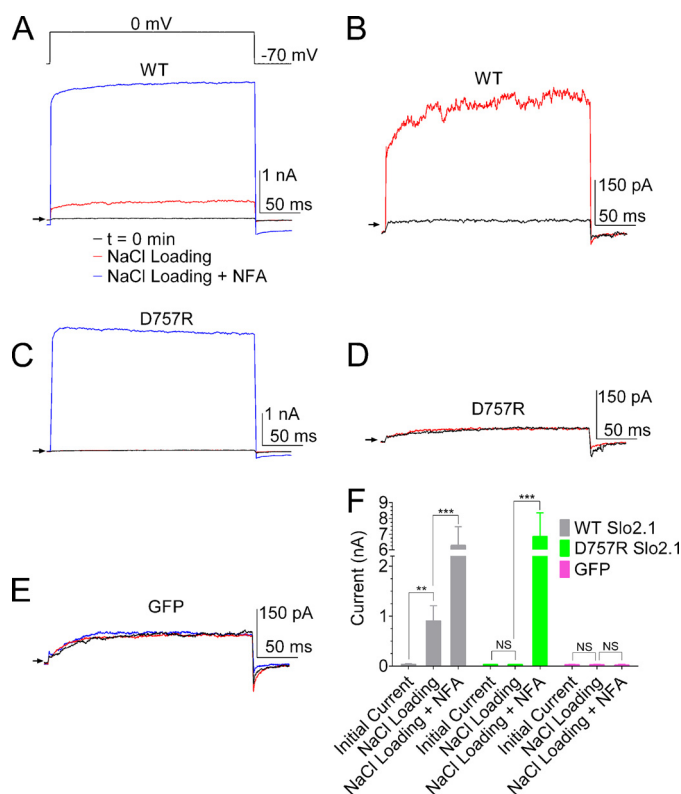 A
0 mV
-70 mV
WT
1 nA
50 ms
t = 0 min
NaCl Loading
NaCl Loading + NFA
B
WT
150 pA
50 ms
C
D757R
1 nA
50 ms
D
D757R
150 pA
50 ms
E
GFP
150 pA
50 ms
F
Current (nA)
9
8
7
6
2
1
0
**
***
NS
***
NS
NS
WT Slo2.1
D757R Slo2.1
GFP
Initial Current
NaCl Loading
NaCl Loading + NFA
Initial Current
NaCl Loading
NaCl Loading + NFA
Initial Current
NaCl Loading
NaCl Loading + NFA